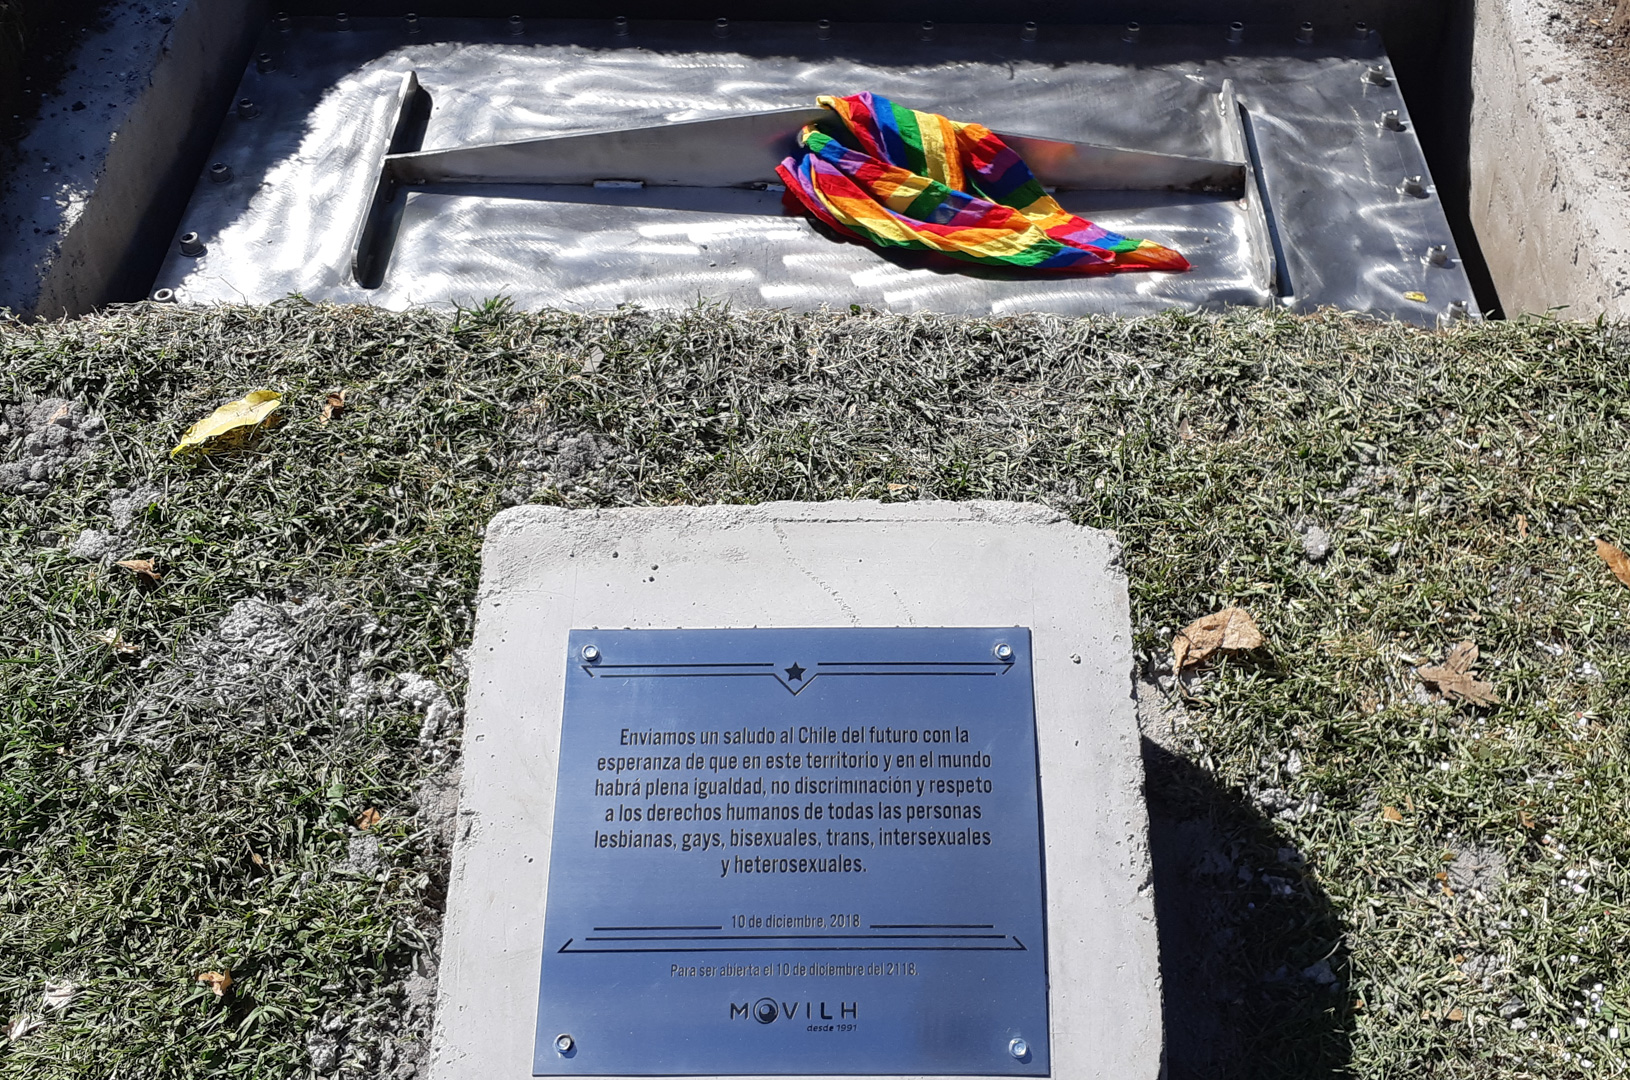 Enviamos un saludo al Chile del futuro con la
esperanza de que en este territorio y en el mundo
habrá plena igualdad, no discriminación y respeto
a los derechos humanos de todas las personas
lesbianas, gays, bisexuales, trans, intersexuales
y heterosexuales.
10 de diciembre, 2018
Para ser abierta el 10 de diciembre del 2118.
MOVILH
desde 1991